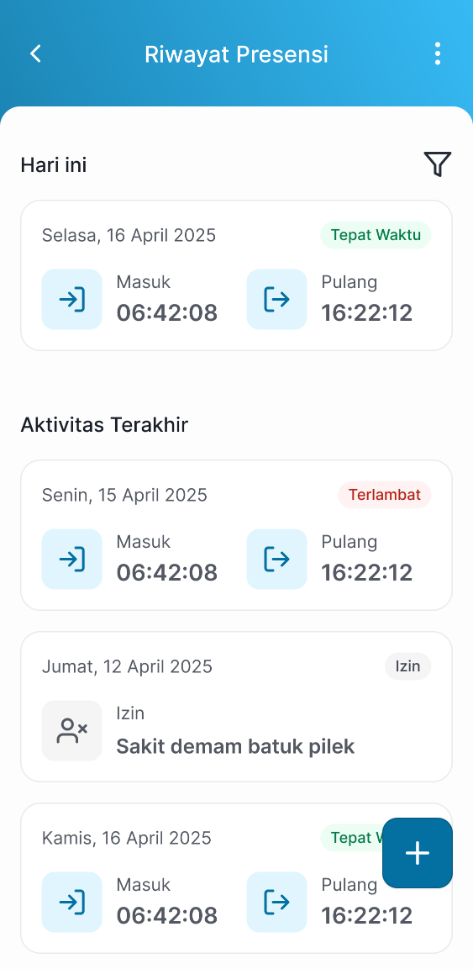 Riwayat Presensi
Hari ini
Selasa, 16 April 2025
Tepat Waktu
Masuk
Pulang
06:42:08
16:22:12
Aktivitas Terakhir
Senin, 15 April 2025
Terlambat
Masuk
Pulang
06:42:08
16:22:12
Jumat, 12 April 2025
Izin
Izin
Sakit demam batuk pilek
Kamis, 16 April 2025
Tepat
Masuk
Pulang
06:42:08
16:22:12